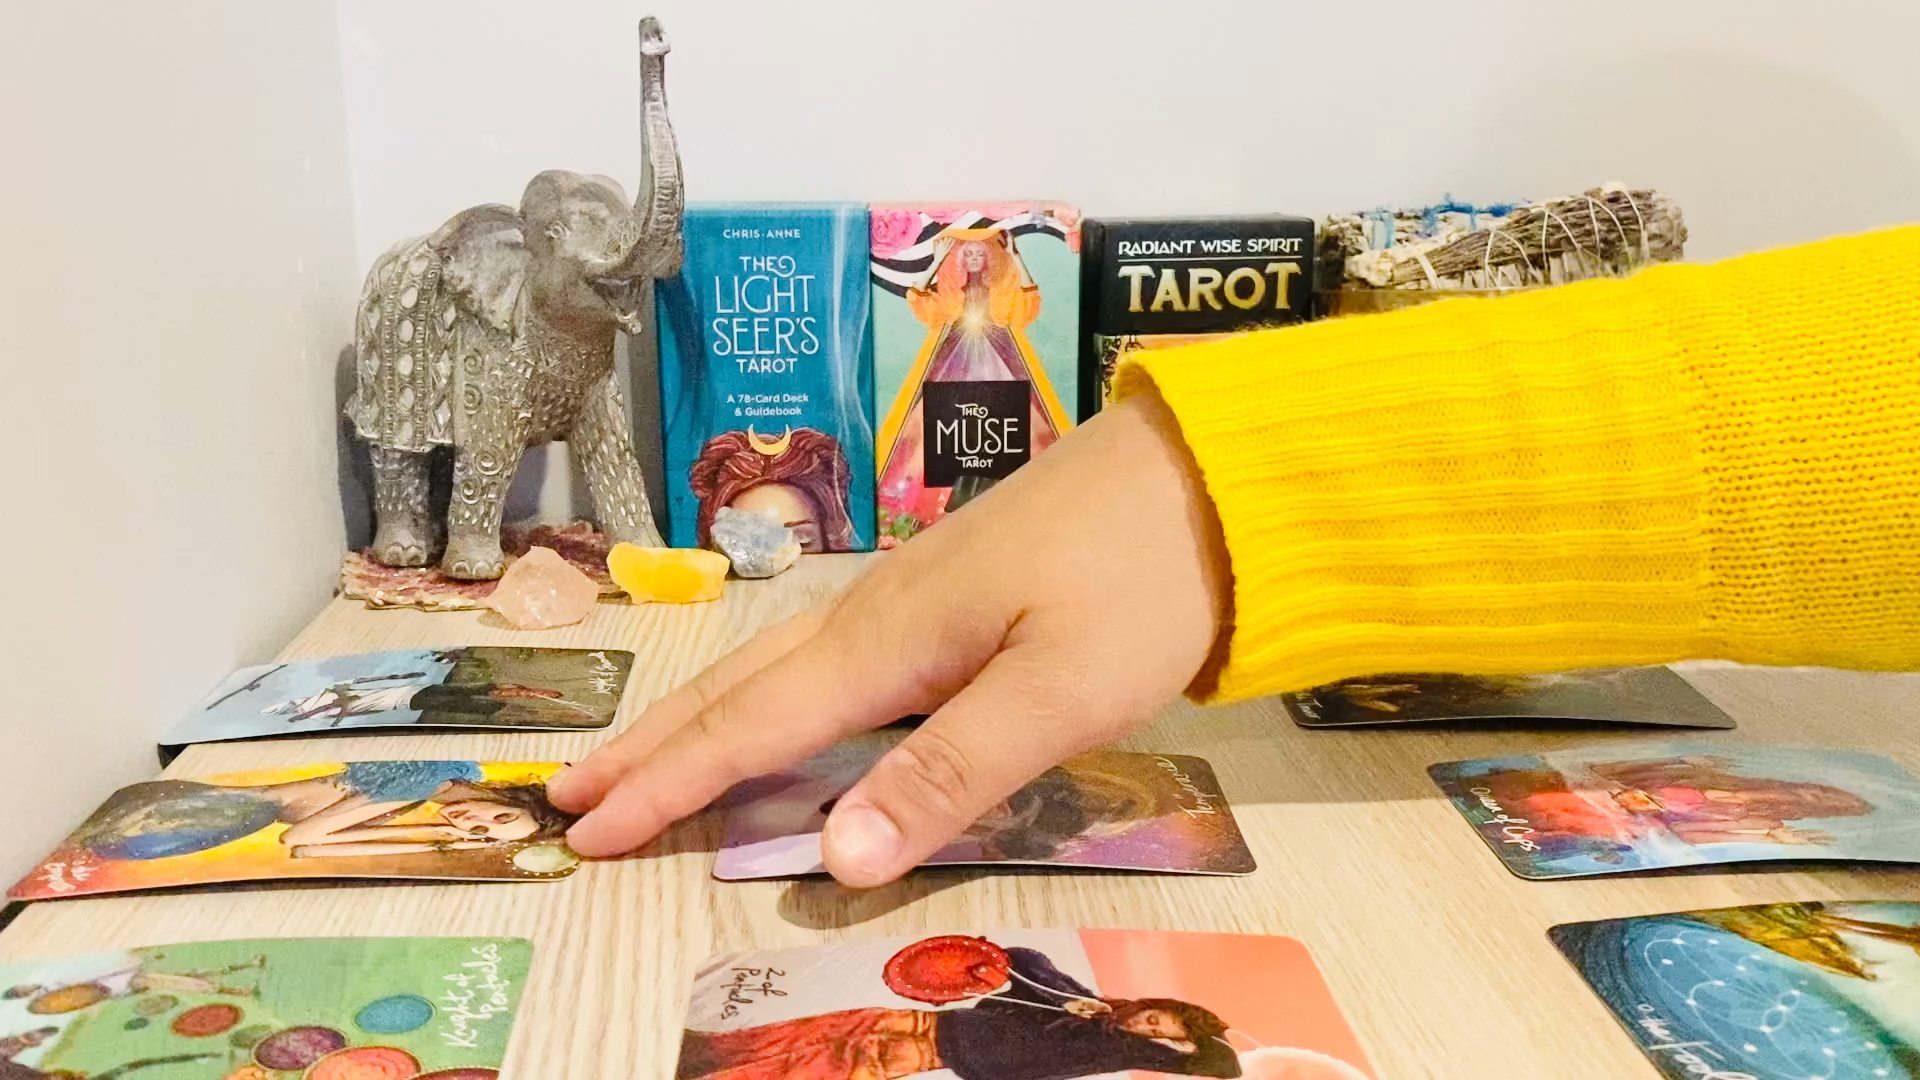 CHRIS-ANNE
THE
LIGHT
SEER'S
TAROT
A 78-Card Deck
& Guidebook
THE
MUSE
TAROT
RADIANT WISE SPIRIT
TAROT
Temperance
Queen of Cups
Knight of
Pentacles
2 of
Pentacles